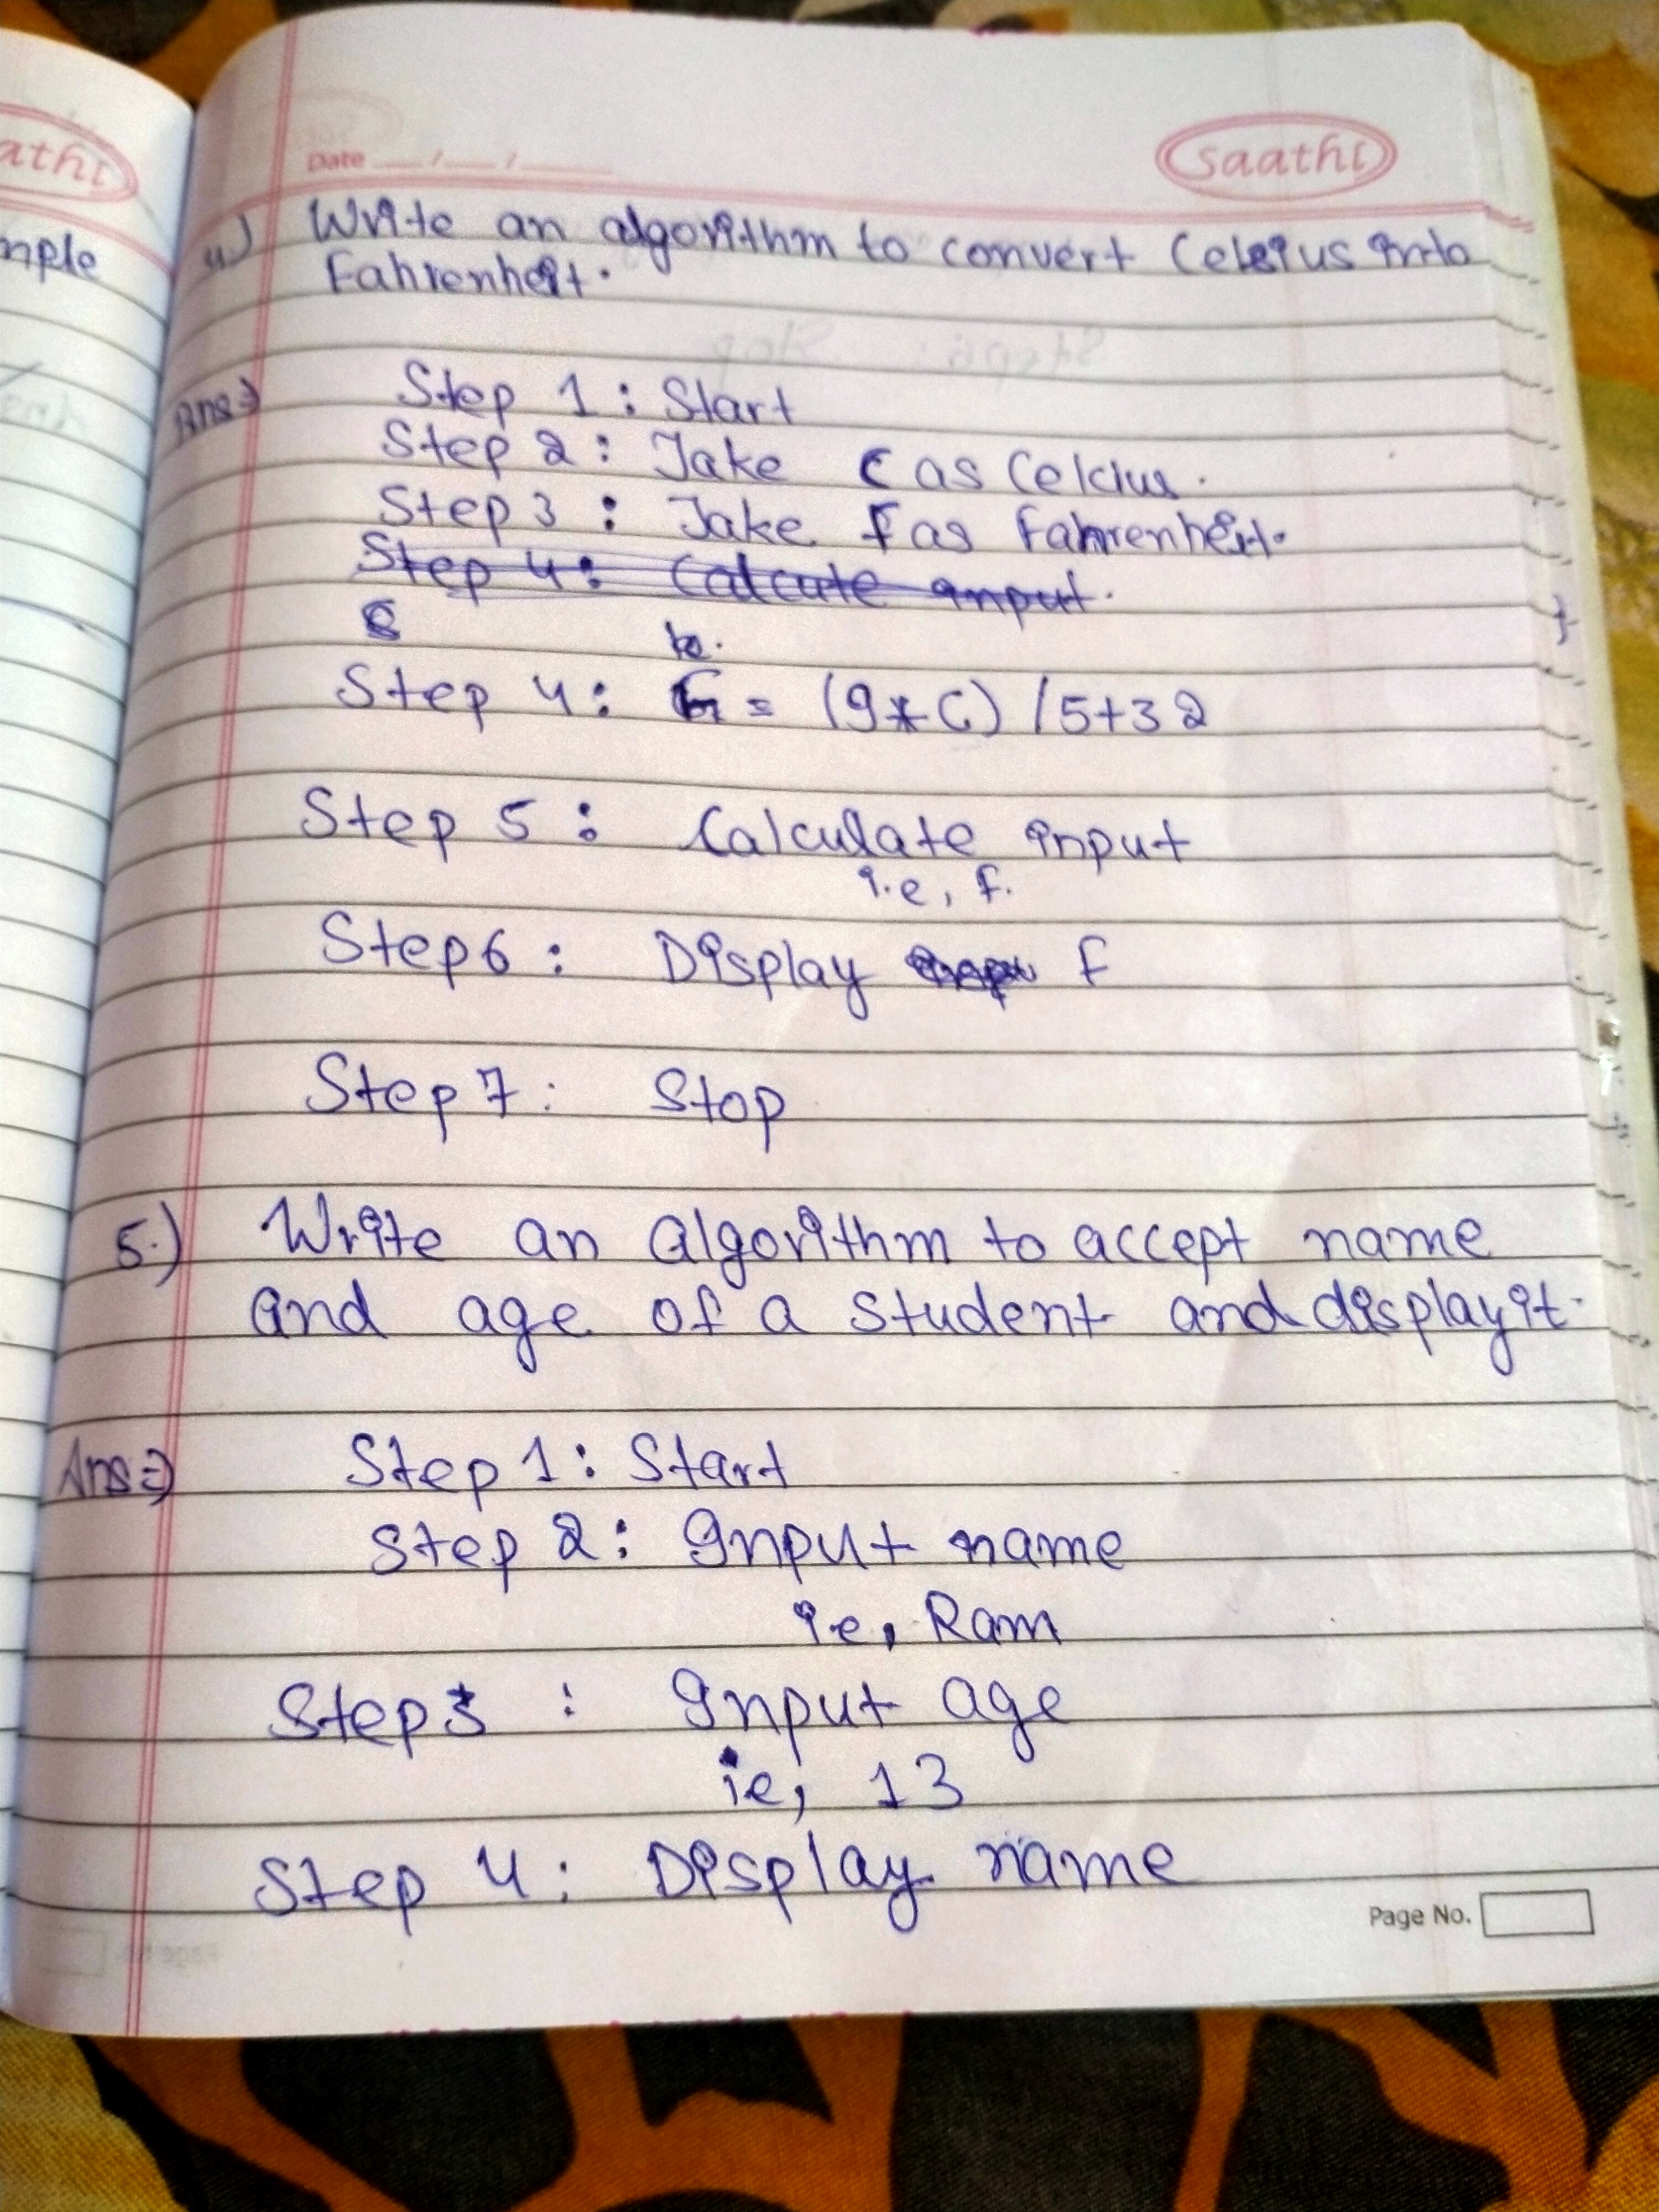 athi
mple
Date __/__/____
saathi
4) Write an algorithm to convert Celsius into
Fahrenheit.
Ans⇒ Step 1 : Start
Step 2 : Take C as Celcius.
Step 3 : Take F as Fahrenheit.
Step 4 : Calcute input.
Step 4 : = (9*C) /5+32
Step 5 : Calculate input
i.e, F.
Step 6 : Display F
Step 7 : Stop
5.) Write an algorithm to accept name
and age of a student and display it.
Ans⇒ Step 1 : Start
Step 2 : Input name
i.e, Ram
Step 3 : Input age
ie, 13
Step 4 : Display name
Page No.